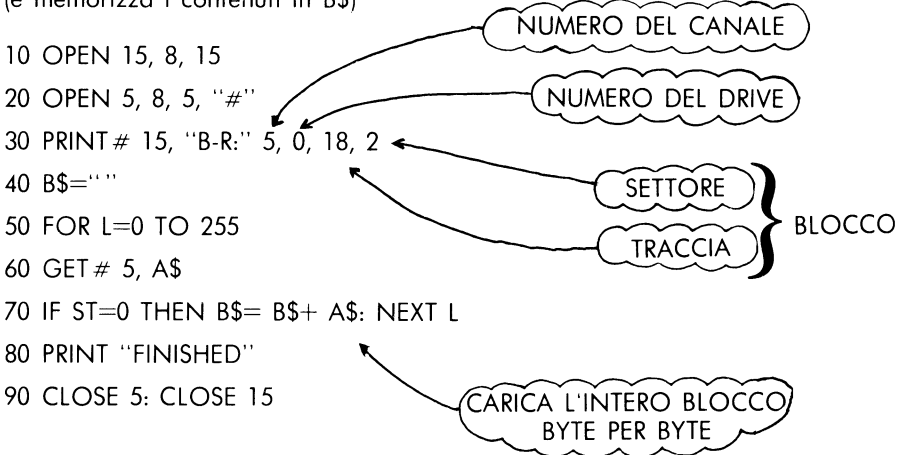 (e memorizza i contenuti in B$)
10 OPEN 15, 8, 15
20 OPEN 5, 8, 5, "#"
30 PRINT# 15, "B-R:" 5, 0, 18, 2
40 B$=" "
50 FOR L=0 TO 255
60 GET# 5, A$
70 IF ST=0 THEN B$= B$+ A$: NEXT L
80 PRINT "FINISHED"
90 CLOSE 5: CLOSE 15
NUMERO DEL CANALE
NUMERO DEL DRIVE
SETTORE
TRACCIA
BLOCCO
CARICA L'INTERO BLOCCO
BYTE PER BYTE